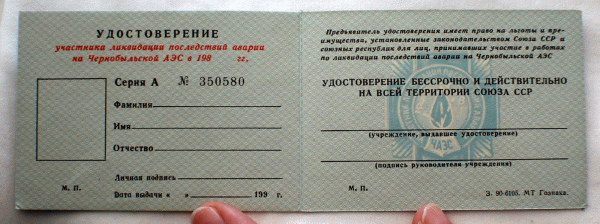 УДОСТОВЕРЕНИЕ
участника ликвидации последствий аварии
на Чернобыльской АЭС в 198 гг.
Серия А № 350580
Фамилия
Имя
Отчество
Личная подпись
М. П.
Дата выдачи « » 199 г.
Предъявитель удостоверения имеет право на льготы и пре-
имущества, установленные законодательством Союза ССР и
союзных республик для лиц, принимавших участие в работах
по ликвидации последствий аварии на Чернобыльской АЭС
УДОСТОВЕРЕНИЕ БЕССРОЧНО И ДЕЙСТВИТЕЛЬНО
НА ВСЕЙ ТЕРРИТОРИИ СОЮЗА ССР
(учреждение, выдавшее удостоверение)
ЧАЭС
(подпись руководителя учреждения)
М. П.
З. 90-6195. МТ Гознака.